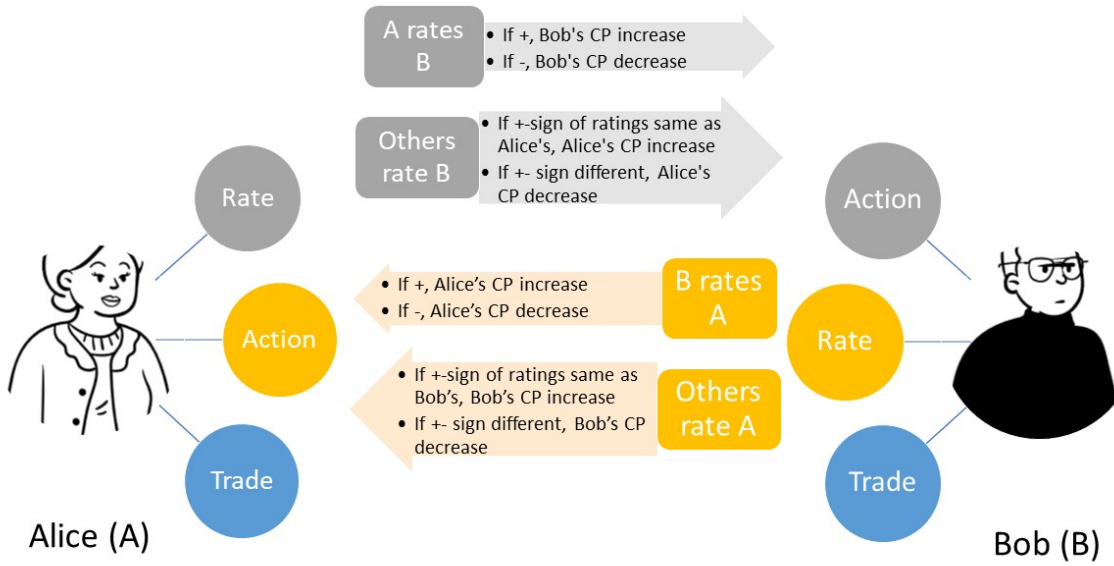 A rates
B
• If +, Bob's CP increase
• If -, Bob's CP decrease
Others
rate B
• If +-sign of ratings same as
Alice's, Alice's CP increase
• If +- sign different, Alice's
CP decrease
Rate
Action
• If +, Alice’s CP increase
• If -, Alice’s CP decrease
B rates
A
Action
Rate
• If +-sign of ratings same as
Bob’s, Bob’s CP increase
• If +- sign different, Bob’s CP
decrease
Others
rate A
Trade
Trade
Alice (A)
Bob (B)